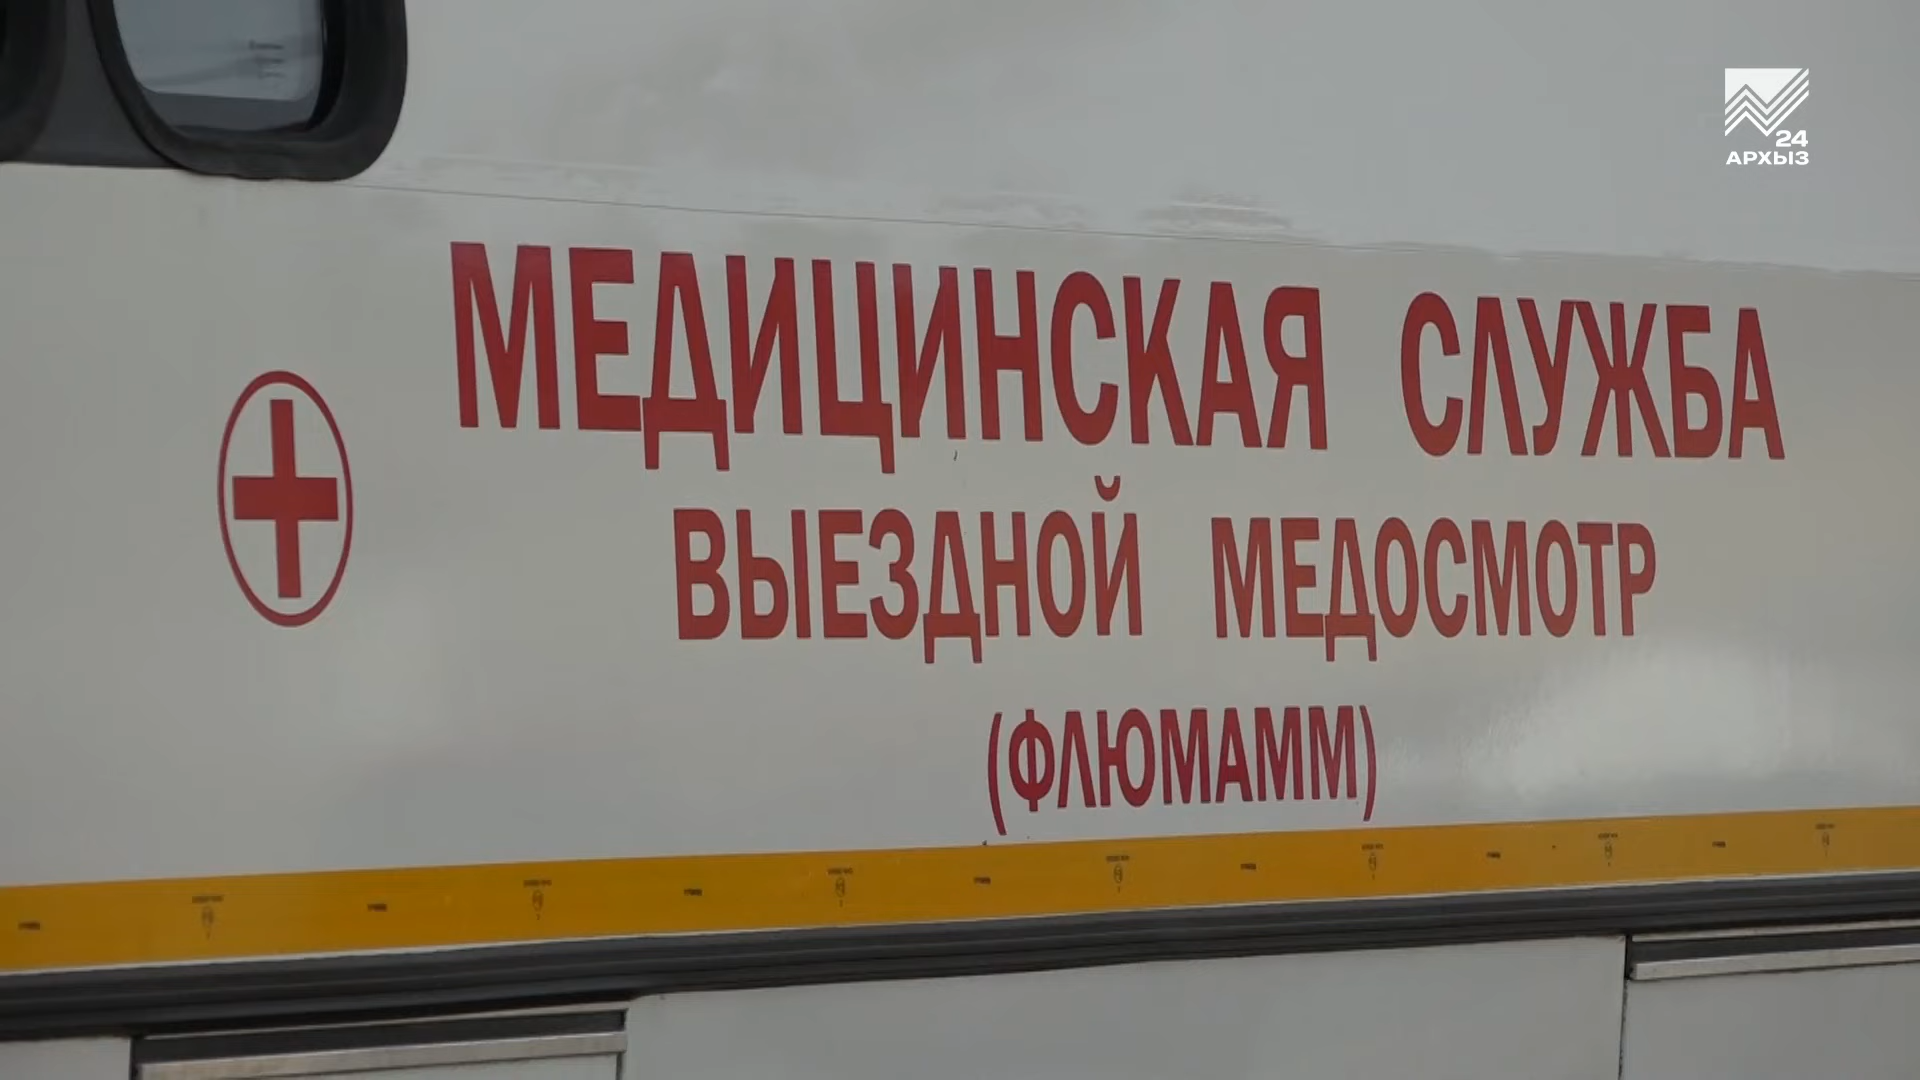 24
АРХЫЗ
МЕДИЦИНСКАЯ СЛУЖБА
ВЫЕЗДНОЙ МЕДОСМОТР
(ФЛЮМАММ)